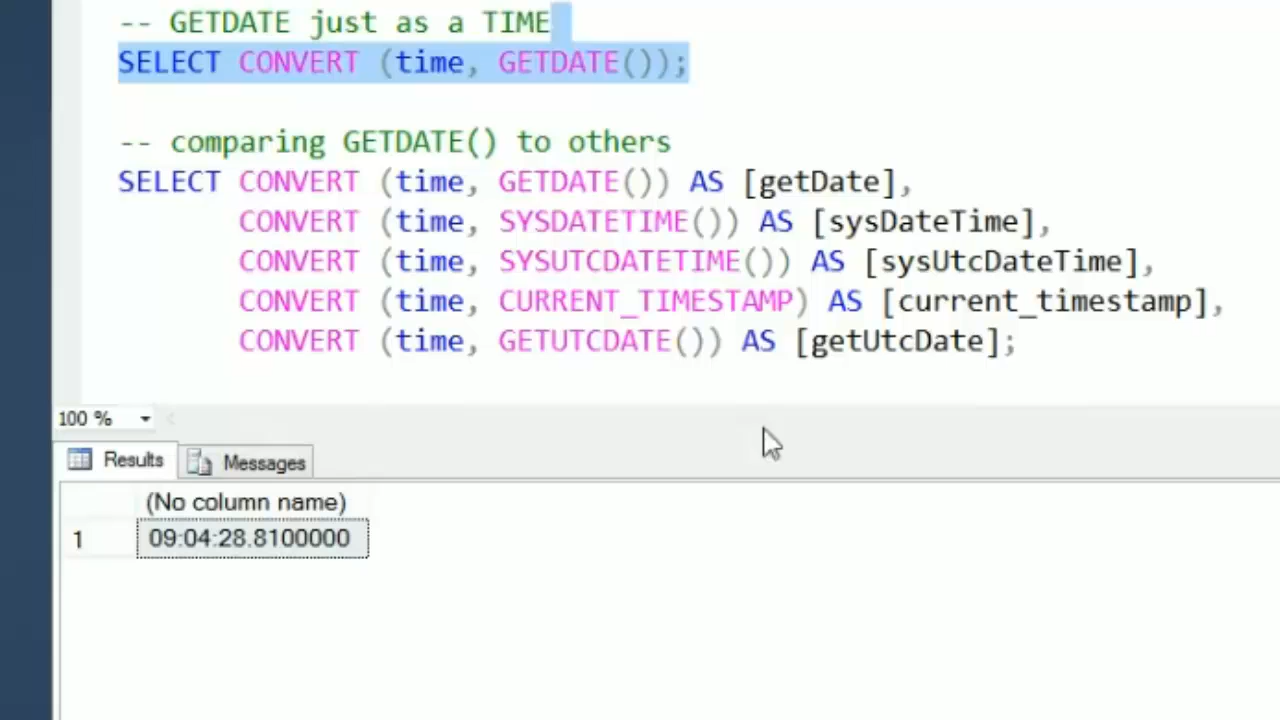 -- GETDATE just as a TIME
SELECT CONVERT (time, GETDATE());
-- comparing GETDATE() to others
SELECT CONVERT (time, GETDATE()) AS [getDate],
CONVERT (time, SYSDATETIME()) AS [sysDateTime],
CONVERT (time, SYSUTCDATETIME()) AS [sysUtcDateTime],
CONVERT (time, CURRENT_TIMESTAMP) AS [current_timestamp],
CONVERT (time, GETUTCDATE()) AS [getUtcDate];
100 %
Results Messages
(No column name)
1 09:04:28.8100000